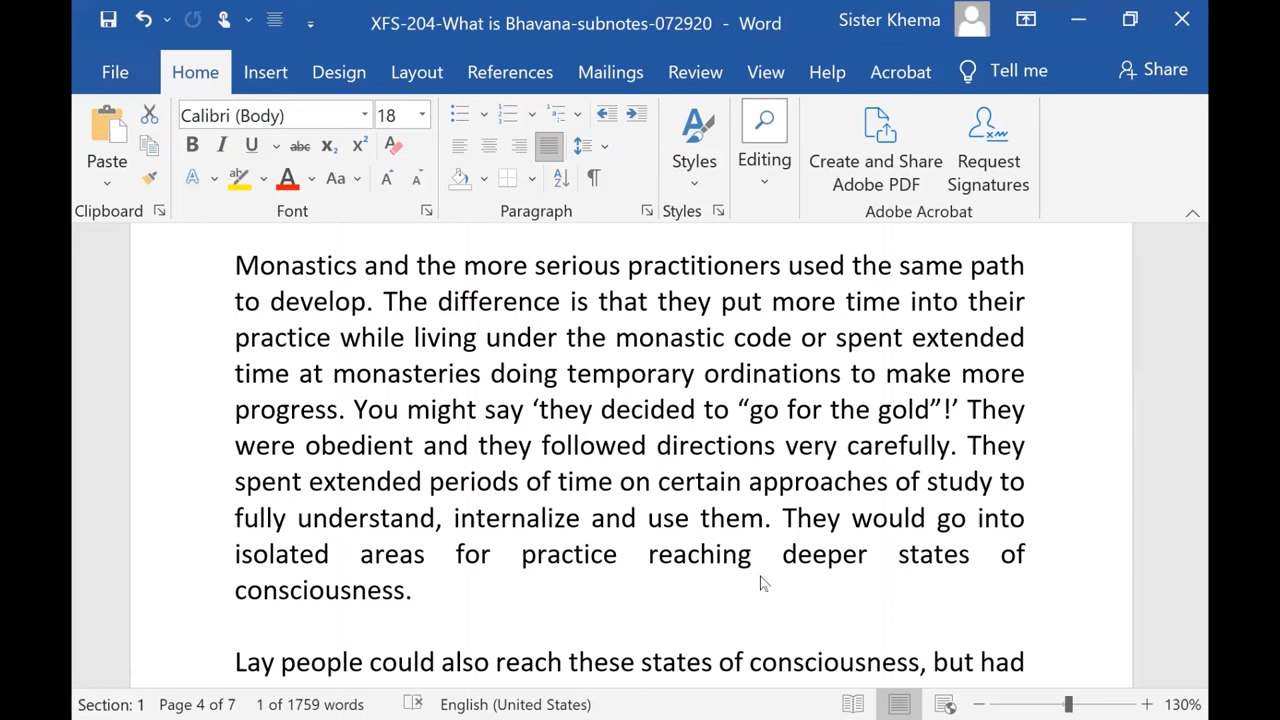 XFS-204-What is Bhavana-subnotes-072920 - Word
Sister Khema
File Home Insert Design Layout References Mailings Review View Help Acrobat Tell me Share
Calibri (Body) 18
Paste
B I U abc x₂ x²
A A Aa A A
Styles
Editing
Create and Share
Adobe PDF
Request
Signatures
Clipboard Font Paragraph Styles Adobe Acrobat
Monastics and the more serious practitioners used the same path
to develop. The difference is that they put more time into their
practice while living under the monastic code or spent extended
time at monasteries doing temporary ordinations to make more
progress. You might say ‘they decided to “go for the gold”!’ They
were obedient and they followed directions very carefully. They
spent extended periods of time on certain approaches of study to
fully understand, internalize and use them. They would go into
isolated areas for practice reaching deeper states of
consciousness.
Lay people could also reach these states of consciousness, but had
Section: 1 Page 4 of 7 1 of 1759 words English (United States) 130%